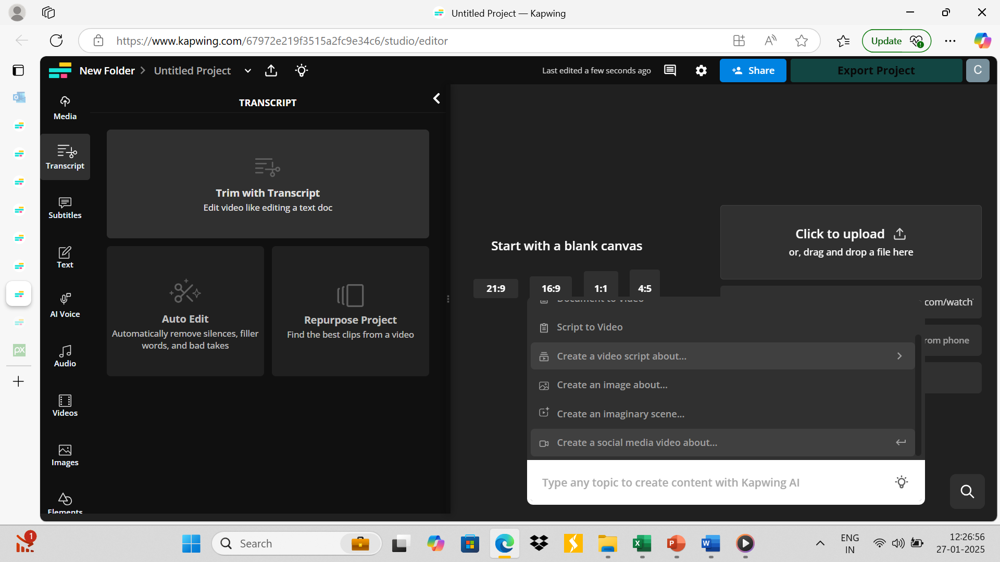 Untitled Project — Kapwing
https://www.kapwing.com/67972e219f3515a2fc9e34c6/studio/editor
Update
New Folder > Untitled Project
Last edited a few seconds ago
Share
Export Project
C
Media
Transcript
Subtitles
Text
AI Voice
Audio
Videos
Images
Elements
TRANSCRIPT
Trim with Transcript
Edit video like editing a text doc
Auto Edit
Automatically remove silences, filler
words, and bad takes
Repurpose Project
Find the best clips from a video
Start with a blank canvas
21:9
16:9
1:1
4:5
Click to upload
or, drag and drop a file here
com/watch
rom phone
Document to Video
Script to Video
Create a video script about...
Create an image about...
Create an imaginary scene...
Create a social media video about...
Type any topic to create content with Kapwing AI
px
1
Search
ENG
IN
12:26:56
27-01-2025